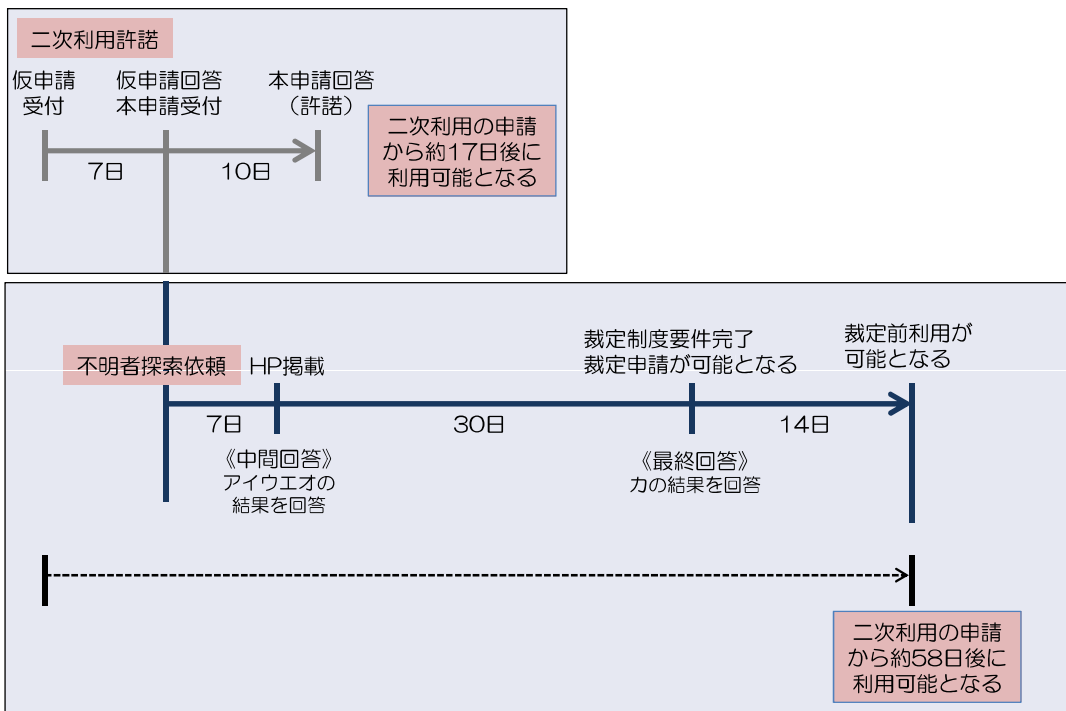 二次利用許諾
仮申請
受付
仮申請回答
本申請受付
本申請回答
（許諾）
7日
10日
二次利用の申請
から約17日後に
利用可能となる
不明者探索依頼
HP掲載
裁定制度要件完了
裁定申請が可能となる
裁定前利用が
可能となる
7日
30日
14日
《中間回答》
アイウエオの
結果を回答
《最終回答》
カの結果を回答
二次利用の申請
から約58日後に
利用可能となる